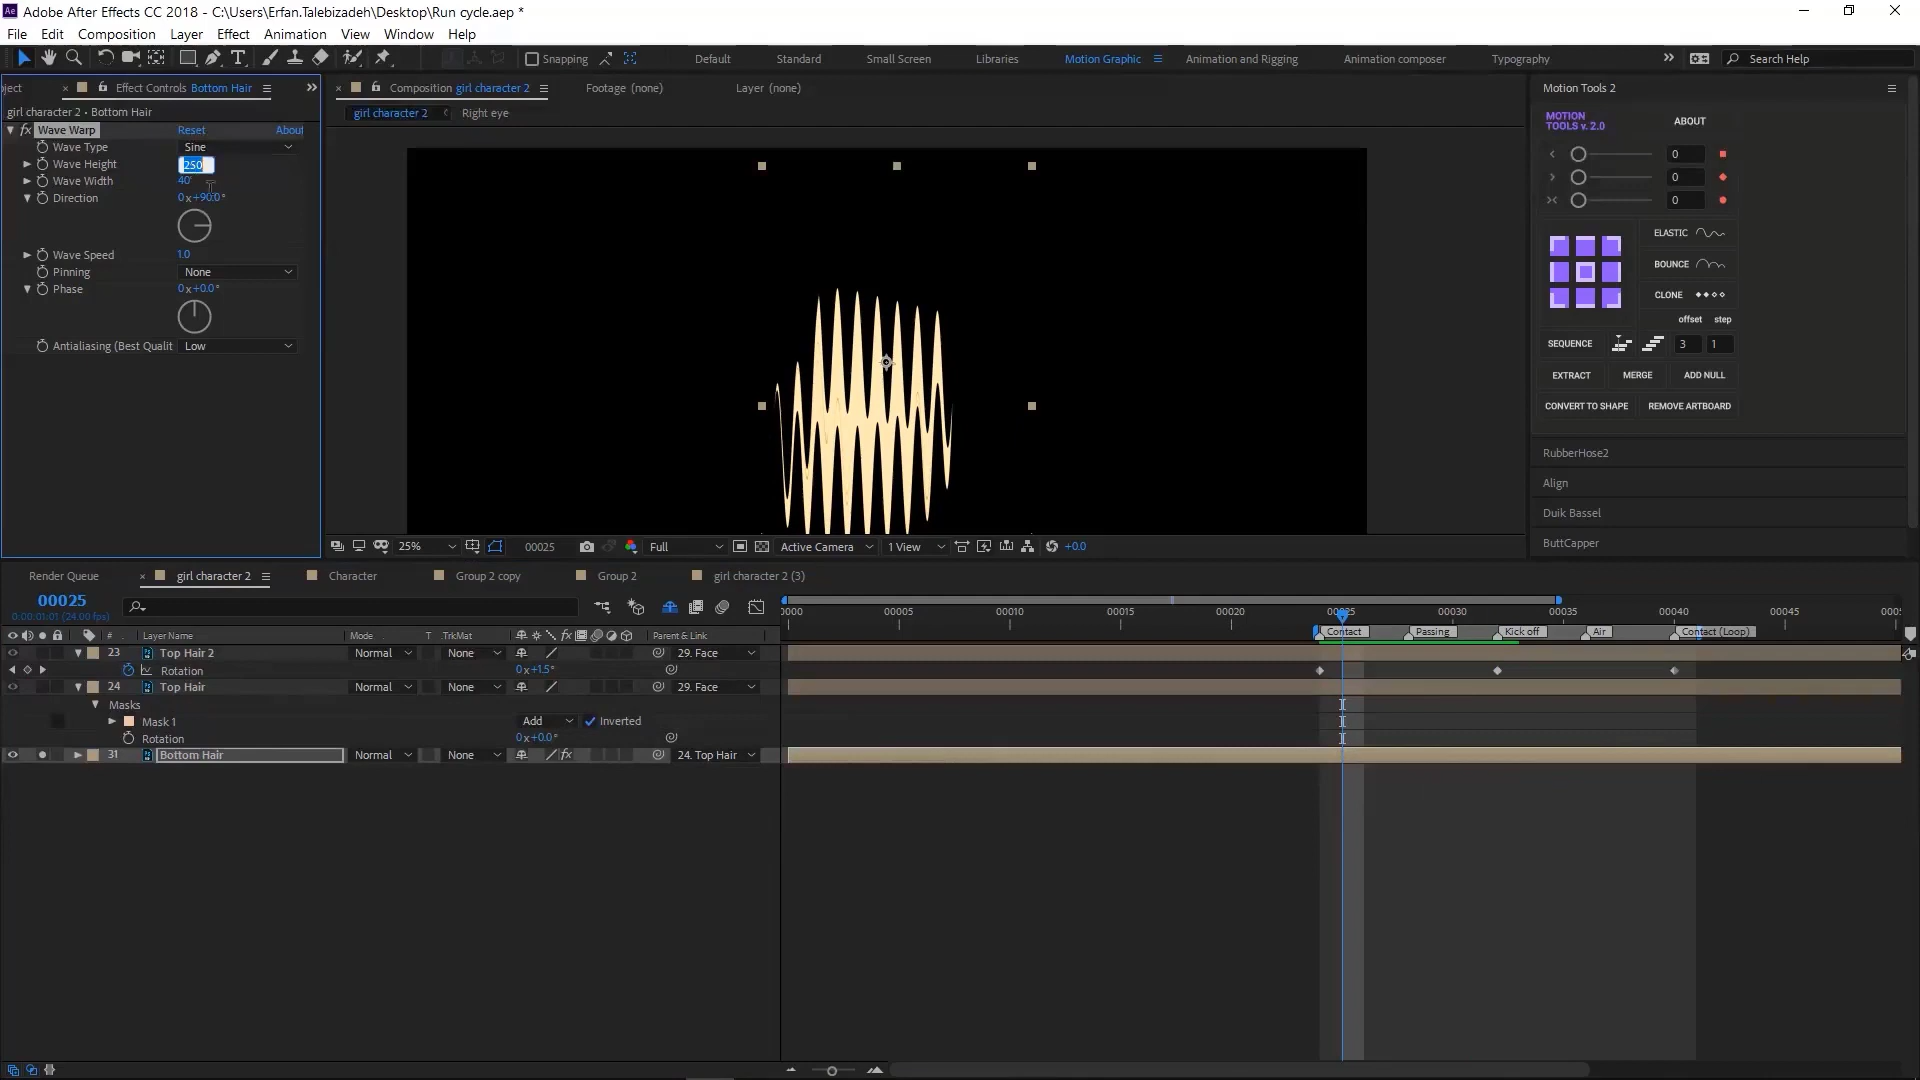 Adobe After Effects CC 2018 - C:\Users\Erfan.Talebizadeh\Desktop\Run cycle.aep *
File Edit Composition Layer Effect Animation View Window Help
Snapping Default Standard Small Screen Libraries Motion Graphic Animation and Rigging Animation composer Typography Search Help
ject Effect Controls Bottom Hair Composition girl character 2 Footage (none) Layer (none) Motion Tools 2
girl character 2 • Bottom Hair girl character 2 Right eye
fx Wave Warp Reset About
Wave Type Sine
Wave Height 250
Wave Width 40
Direction 0x+90.0°
Wave Speed 1.0
Pinning None
Phase 0x+0.0°
Antialiasing (Best Qualit Low
MOTION TOOLS v. 2.0 ABOUT
0
0
0
ELASTIC
BOUNCE
CLONE
offset step
SEQUENCE 3 1
EXTRACT MERGE ADD NULL
CONVERT TO SHAPE REMOVE ARTBOARD
RubberHose2
Align
Duik Bassel
ButtCapper
25% 00025 Full Active Camera 1 View +0.0
Render Queue girl character 2 Character Group 2 copy Group 2 girl character 2 (3)
00025
0:00:01:01 (24.00 fps)
0000 00005 00010 00015 00020 00025 00030 00035 00040 00045 0005
Contact Passing Kick off Air Contact (Loop)
# Layer Name Mode T .TrkMat fx Parent & Link
23 Top Hair 2 Normal None 29. Face
Rotation 0x+1.5°
24 Top Hair Normal None 29. Face
Masks
Mask 1 Add Inverted
Rotation 0x+0.0°
31 Bottom Hair Normal None fx 24. Top Hair